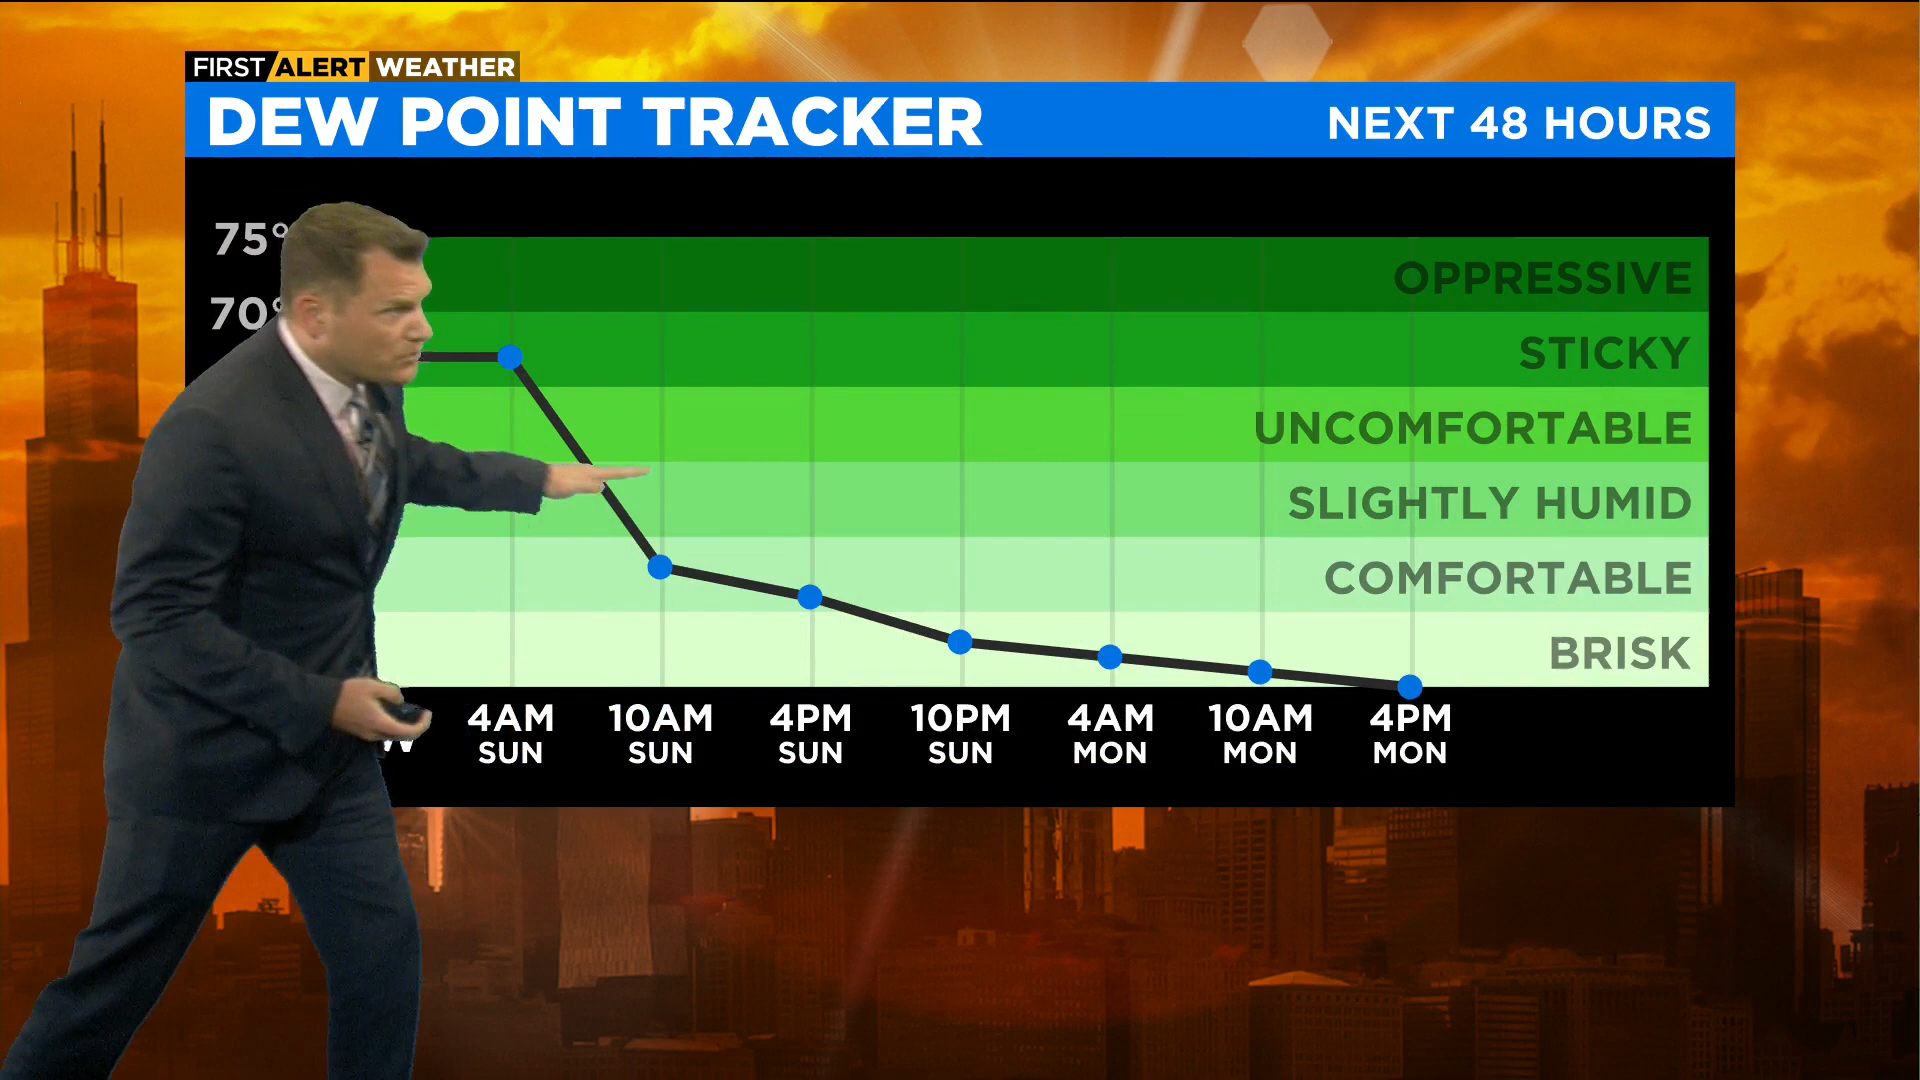 FIRST ALERT WEATHER
DEW POINT TRACKER
NEXT 48 HOURS
75°
70°
OPPRESSIVE
STICKY
UNCOMFORTABLE
SLIGHTLY HUMID
COMFORTABLE
BRISK
4AM 10AM 4PM 10PM 4AM 10AM 4PM
SUN SUN SUN SUN MON MON MON